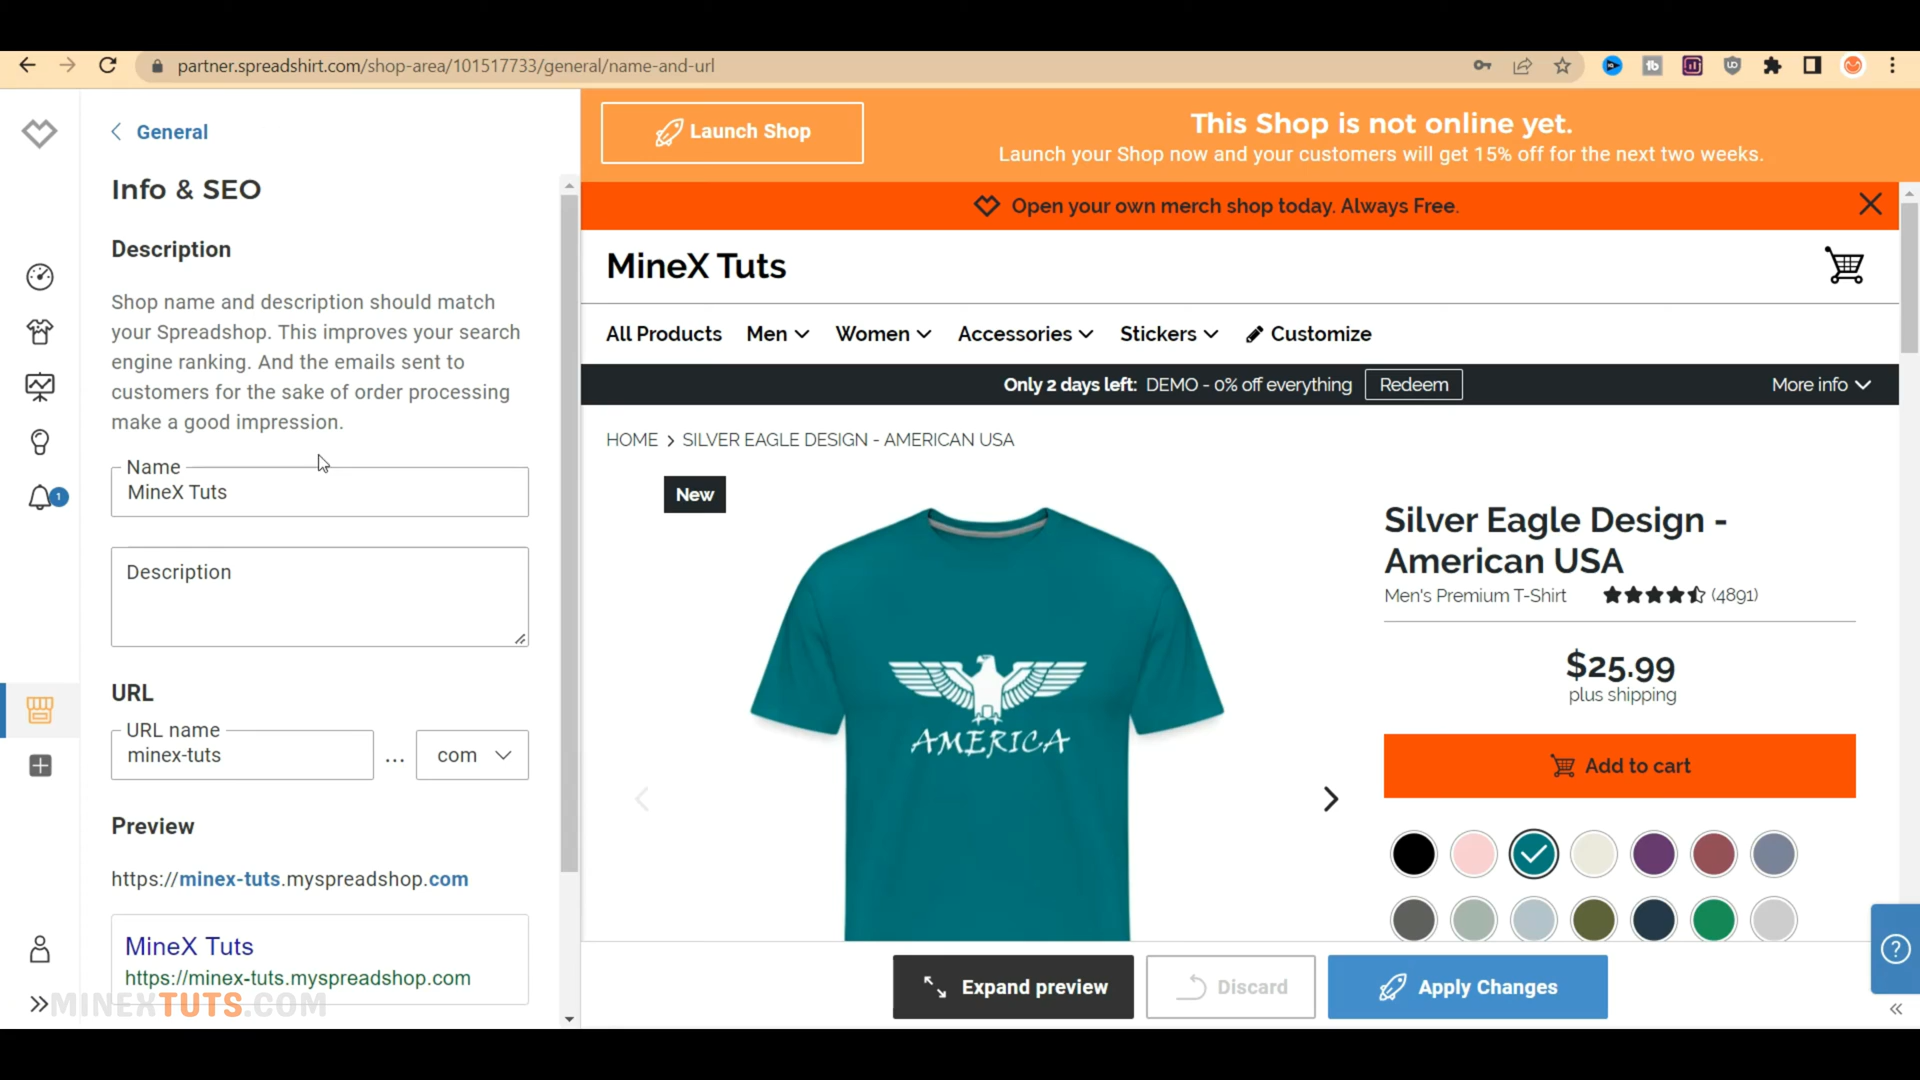 partner.spreadshirt.com/shop-area/101517733/general/name-and-url
General
Info & SEO
Description
Shop name and description should match
your Spreadshop. This improves your search
engine ranking. And the emails sent to
customers for the sake of order processing
make a good impression.
Name
MineX Tuts
Description
URL
URL name
minex-tuts
...
com
Preview
https://minex-tuts.myspreadshop.com
MineX Tuts
https://minex-tuts.myspreadshop.com
MINEXTUTS.COM
1
Launch Shop
This Shop is not online yet.
Launch your Shop now and your customers will get 15% off for the next two weeks.
Open your own merch shop today. Always Free.
MineX Tuts
All Products Men Women Accessories Stickers Customize
Only 2 days left: DEMO - 0% off everything Redeem More info
HOME > SILVER EAGLE DESIGN - AMERICAN USA
New
AMERICA
Silver Eagle Design -
American USA
Men's Premium T-Shirt (4891)
$25.99
plus shipping
Add to cart
Expand preview Discard Apply Changes